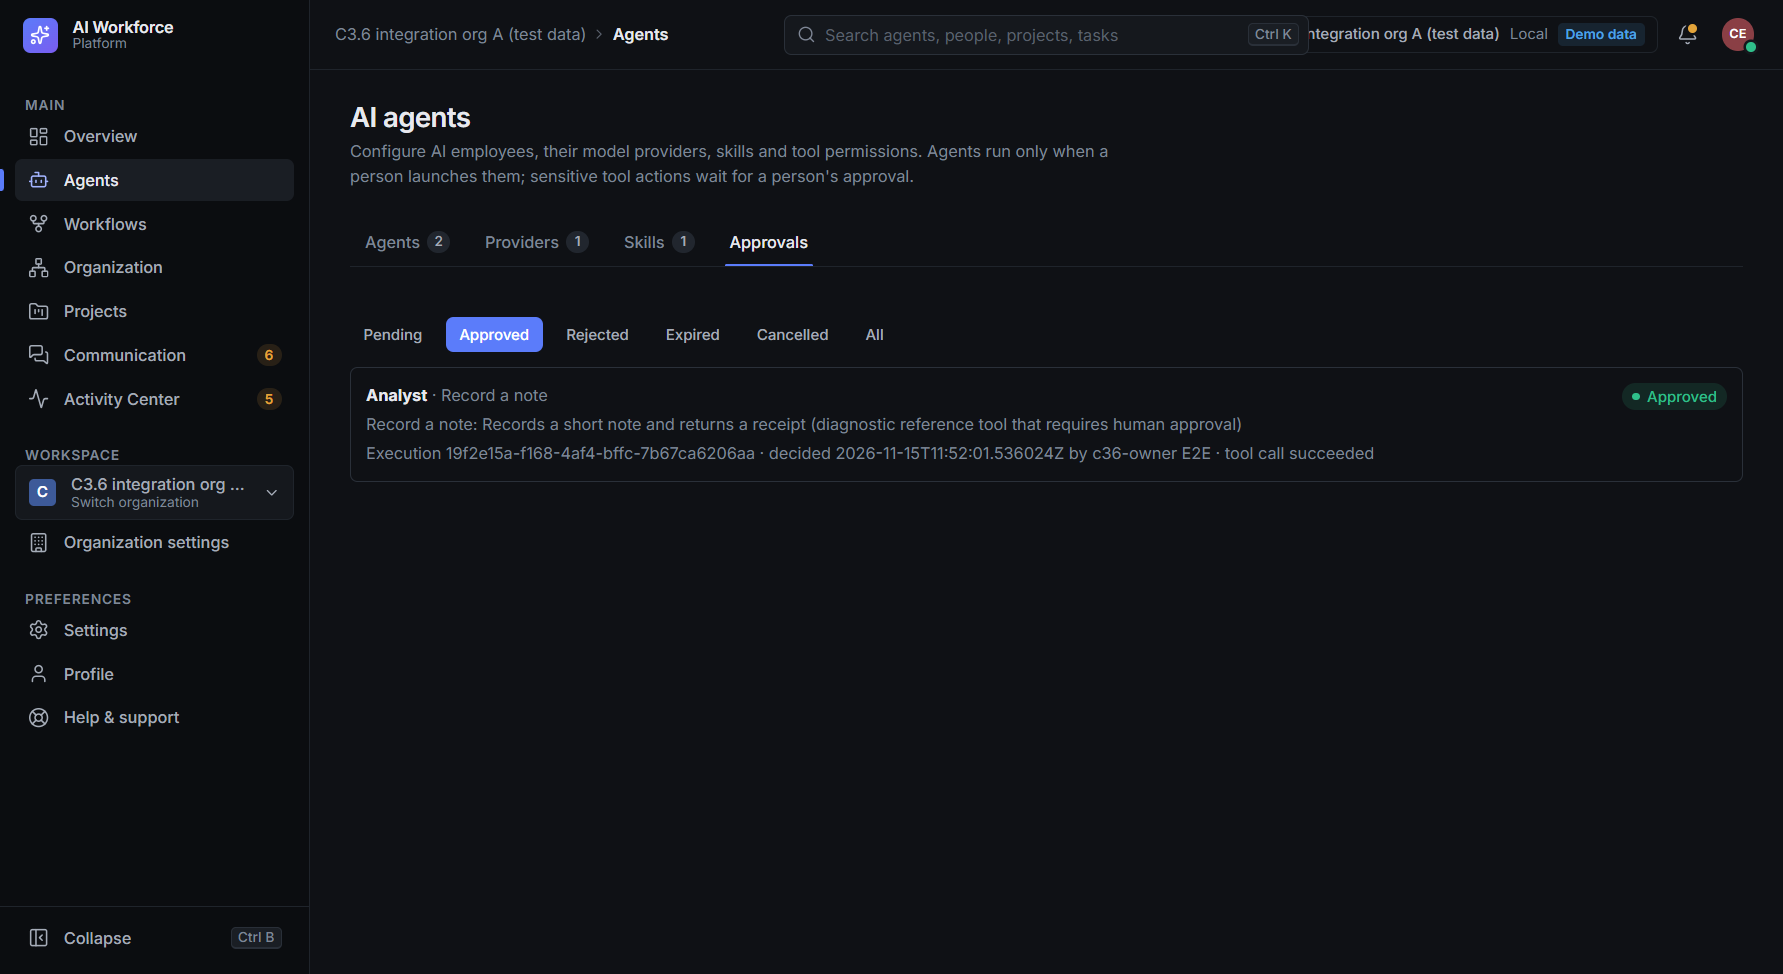 AI Workforce
Platform
MAIN
Overview
Agents
Workflows
Organization
Projects
Communication 6
Activity Center 5
WORKSPACE
C C3.6 integration org ...
Switch organization
Organization settings
PREFERENCES
Settings
Profile
Help & support
Collapse Ctrl B
C3.6 integration org A (test data) > Agents
Search agents, people, projects, tasks Ctrl K
ntegration org A (test data) Local Demo data
CE
AI agents
Configure AI employees, their model providers, skills and tool permissions. Agents run only when a
person launches them; sensitive tool actions wait for a person's approval.
Agents 2 Providers 1 Skills 1 Approvals
Pending Approved Rejected Expired Cancelled All
Analyst · Record a note Approved
Record a note: Records a short note and returns a receipt (diagnostic reference tool that requires human approval)
Execution 19f2e15a-f168-4af4-bffc-7b67ca6206aa · decided 2026-11-15T11:52:01.536024Z by c36-owner E2E · tool call succeeded